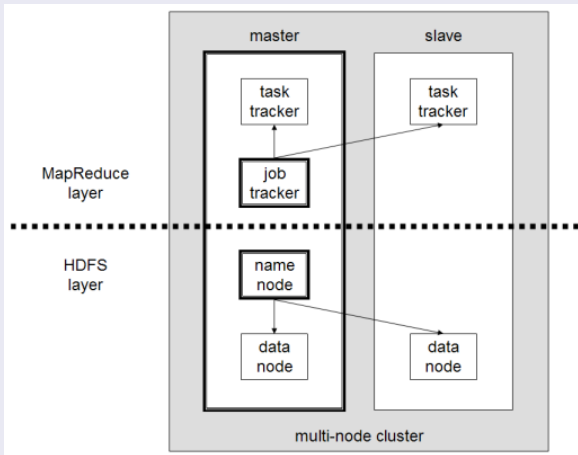 master
slave
task
tracker
task
tracker
MapReduce
layer
job
tracker
HDFS
layer
name
node
data
node
data
node
multi-node cluster